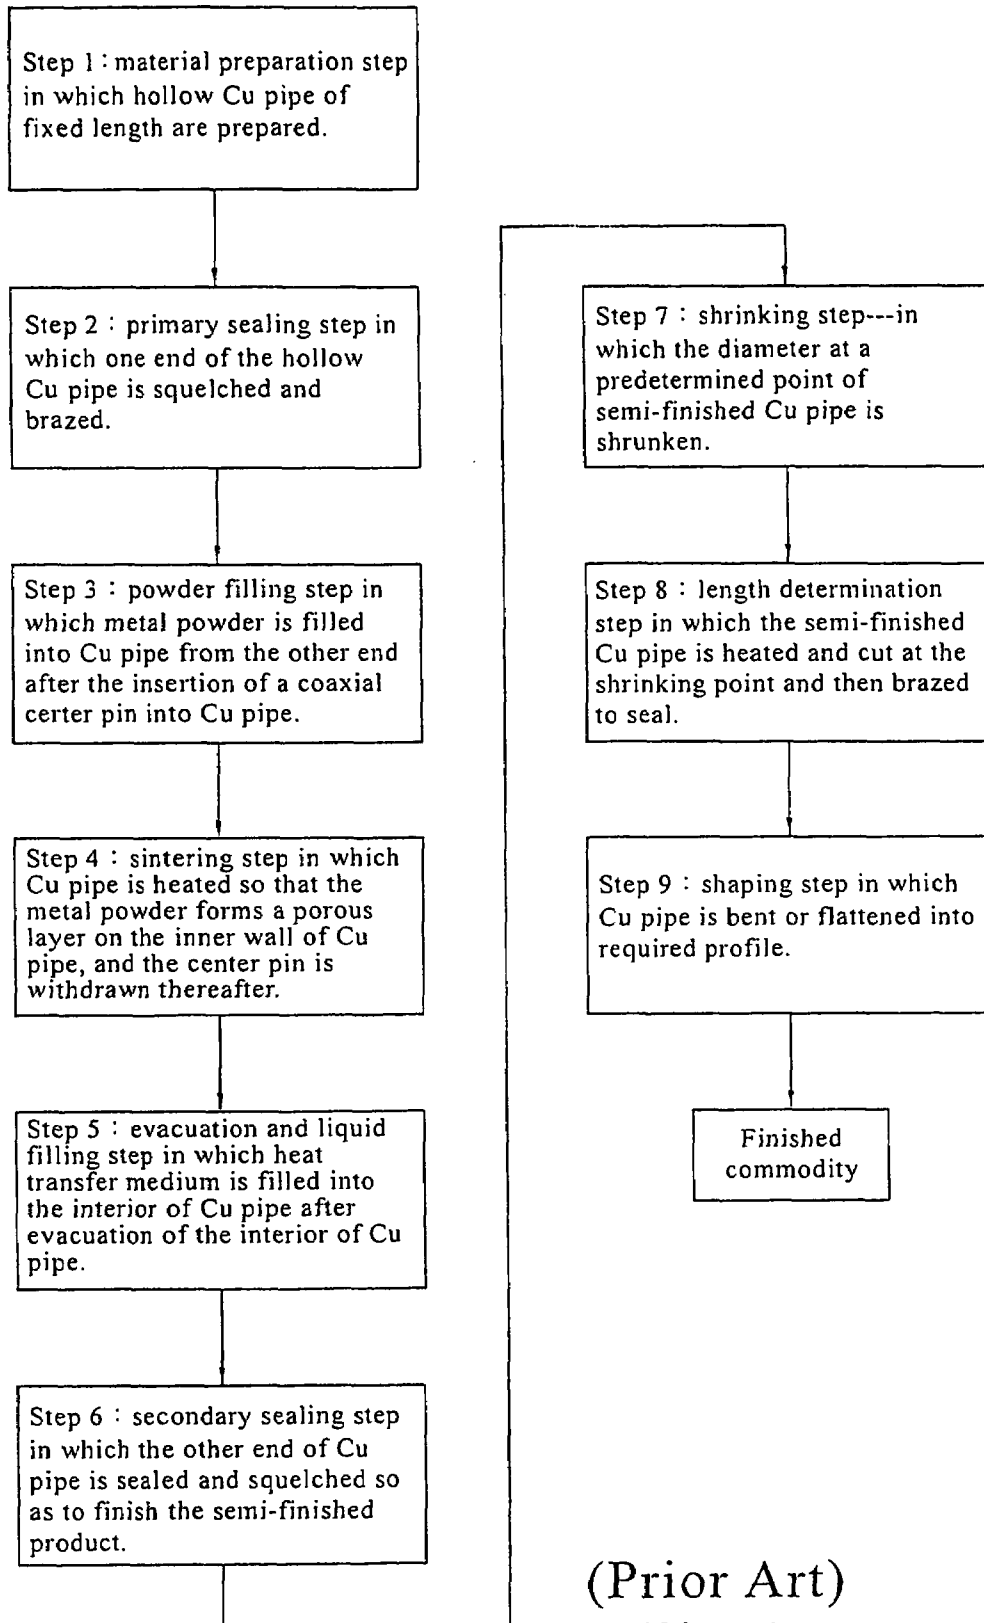 Step 1 : material preparation step
in which hollow Cu pipe of
fixed length are prepared.
Step 2 : primary sealing step in
which one end of the hollow
Cu pipe is squelched and
brazed.
Step 3 : powder filling step in
which metal powder is filled
into Cu pipe from the other end
after the insertion of a coaxial
certer pin into Cu pipe.
Step 4 : sintering step in which
Cu pipe is heated so that the
metal powder forms a porous
layer on the inner wall of Cu
pipe, and the center pin is
withdrawn thereafter.
Step 5 : evacuation and liquid
filling step in which heat
transfer medium is filled into
the interior of Cu pipe after
evacuation of the interior of Cu
pipe.
Step 6 : secondary sealing step
in which the other end of Cu
pipe is sealed and squelched so
as to finish the semi-finished
product.
Step 7 : shrinking step---in
which the diameter at a
predetermined point of
semi-finished Cu pipe is
shrunken.
Step 8 : length determination
step in which the semi-finished
Cu pipe is heated and cut at the
shrinking point and then brazed
to seal.
Step 9 : shaping step in which
Cu pipe is bent or flattened into
required profile.
Finished
commodity
(Prior Art)